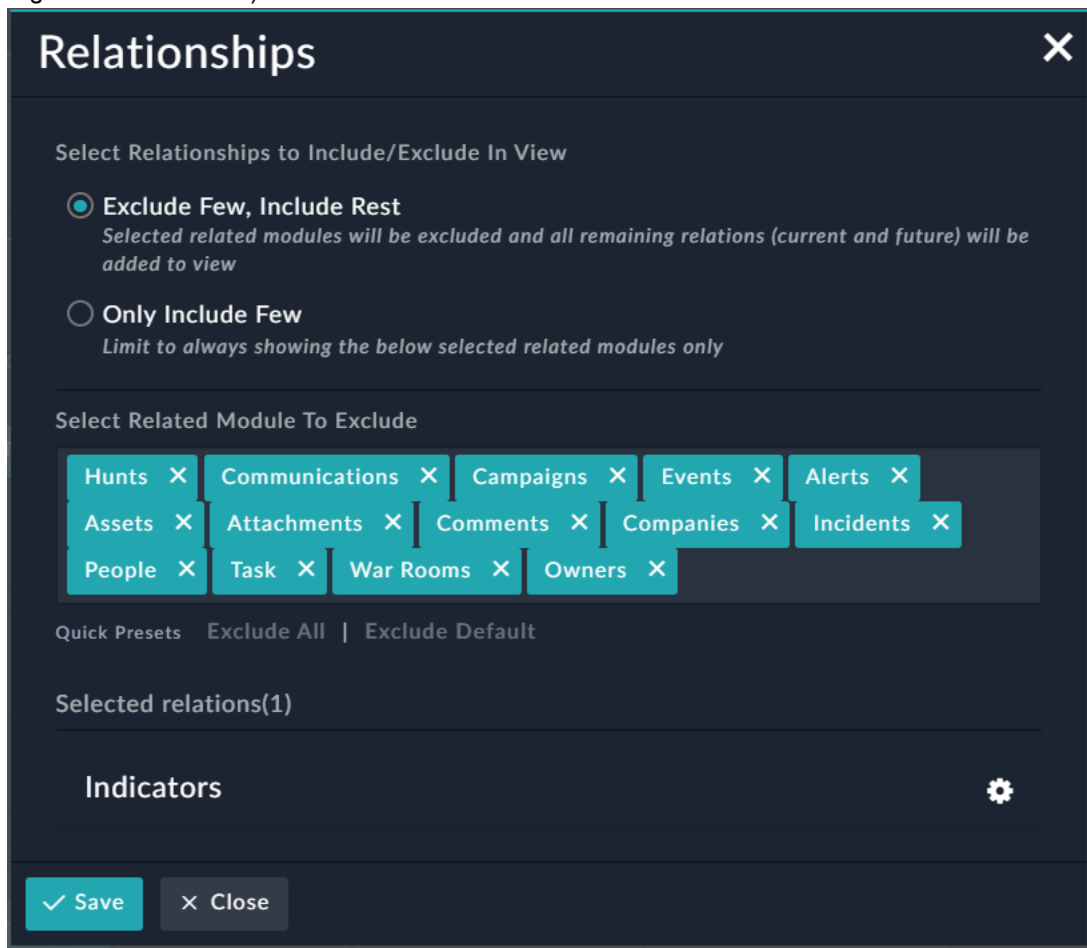 Relationships
Select Relationships to Include/Exclude In View
Exclude Few, Include Rest
Selected related modules will be excluded and all remaining relations (current and future) will be
added to view
Only Include Few
Limit to always showing the below selected related modules only
Select Related Module To Exclude
Hunts × Communications × Campaigns × Events × Alerts ×
Assets × Attachments × Comments × Companies × Incidents ×
People × Task × War Rooms × Owners ×
Quick Presets Exclude All | Exclude Default
Selected relations(1)
Indicators
Save × Close